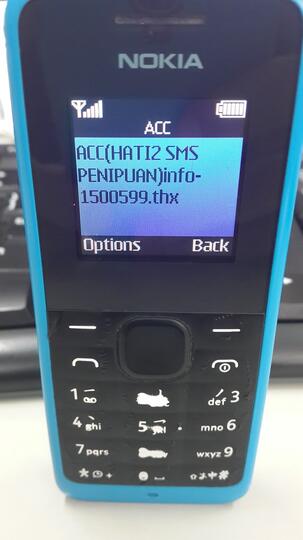 NOKIA
ACC
ACC(HATI2 SMS
PENIPUAN)info-
1500599.thx
Options Back
1
def 3
4 ghi 5 jkl mno 6
7 pqrs wxyz 9
* + #